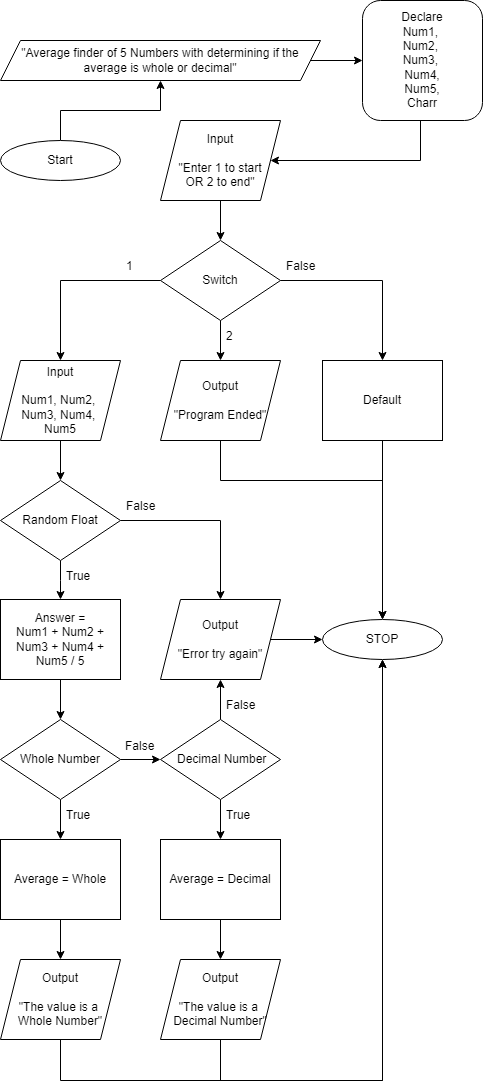 "Average finder of 5 Numbers with determining if the
average is whole or decimal"
Declare
Num1,
Num2,
Num3,
Num4,
Num5,
Charr
Start
Input
"Enter 1 to start
OR 2 to end"
Switch
1
False
2
Input
Num1, Num2,
Num3, Num4,
Num5
Output
"Program Ended"
Default
Random Float
False
True
Answer =
Num1 + Num2 +
Num3 + Num4 +
Num5 / 5
Output
"Error try again"
STOP
False
Whole Number
False
Decimal Number
True
True
Average = Whole
Average = Decimal
Output
"The value is a
Whole Number"
Output
"The value is a
Decimal Number"